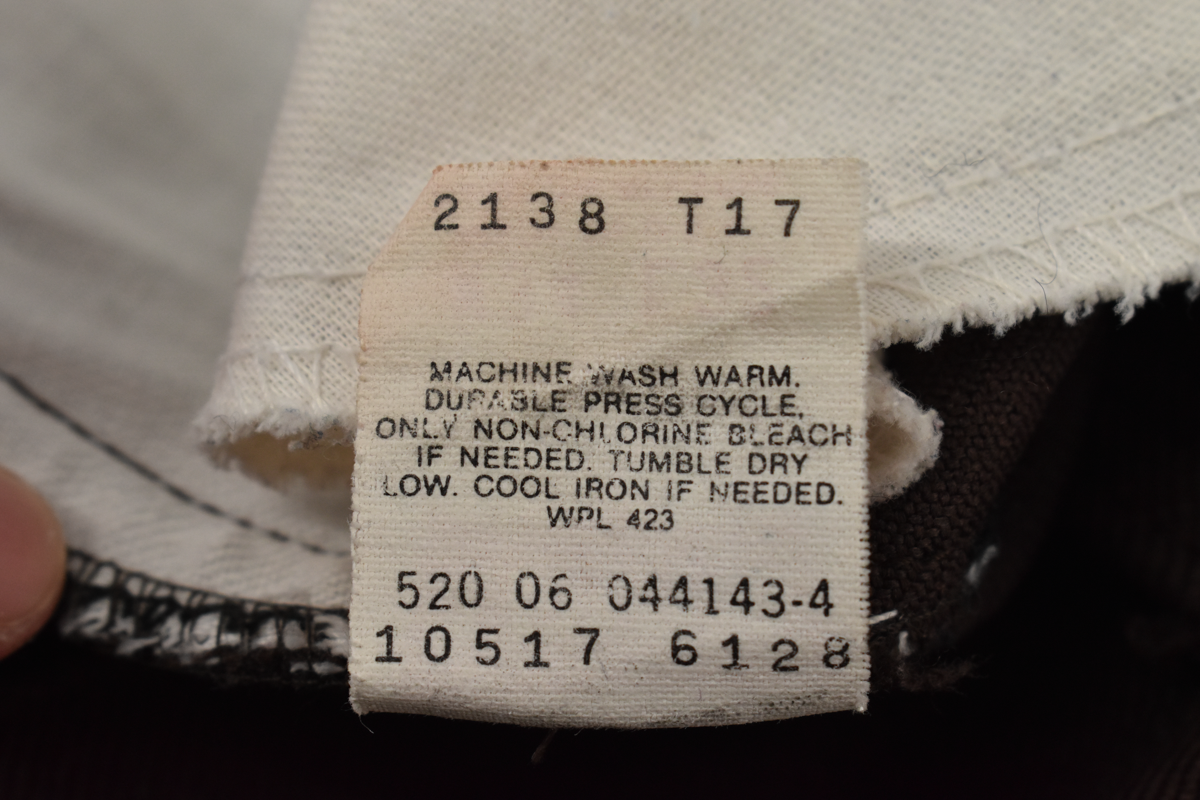 2138 T17
MACHINE WASH WARM.
DURABLE PRESS CYCLE,
ONLY NON-CHLORINE BLEACH
IF NEEDED. TUMBLE DRY
LOW. COOL IRON IF NEEDED.
WPL 423
520 06 044143-4
10517 6128